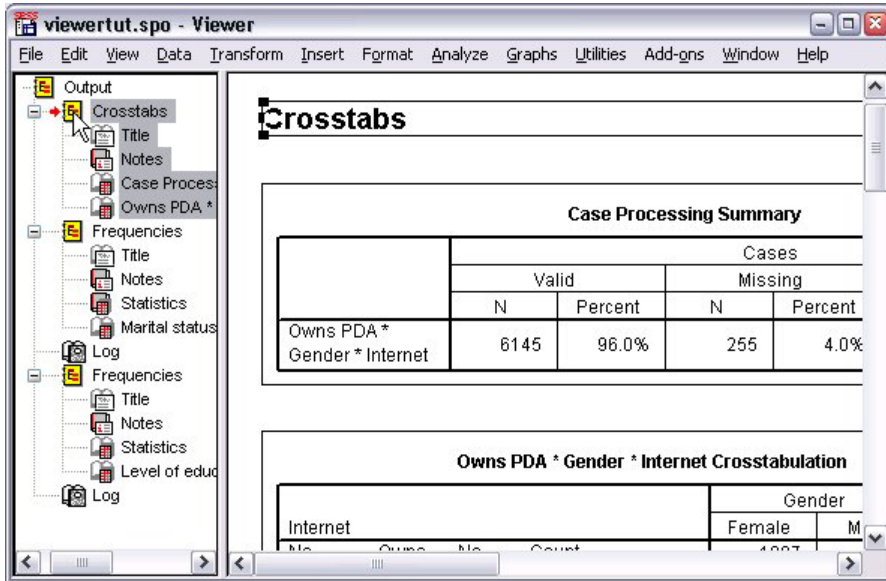 viewertut.spo - Viewer
File Edit View Data Transform Insert Format Analyze Graphs Utilities Add-ons Window Help
Output
Crosstabs
Title
Notes
Case Process
Owns PDA *
Frequencies
Title
Notes
Statistics
Marital status
Log
Frequencies
Title
Notes
Statistics
Level of educ
Log
Crosstabs
Case Processing Summary
Cases
Valid Missing
N Percent N Percent
Owns PDA *
Gender * Internet 6145 96.0% 255 4.0%
Owns PDA * Gender * Internet Crosstabulation
Gender
Internet Female M